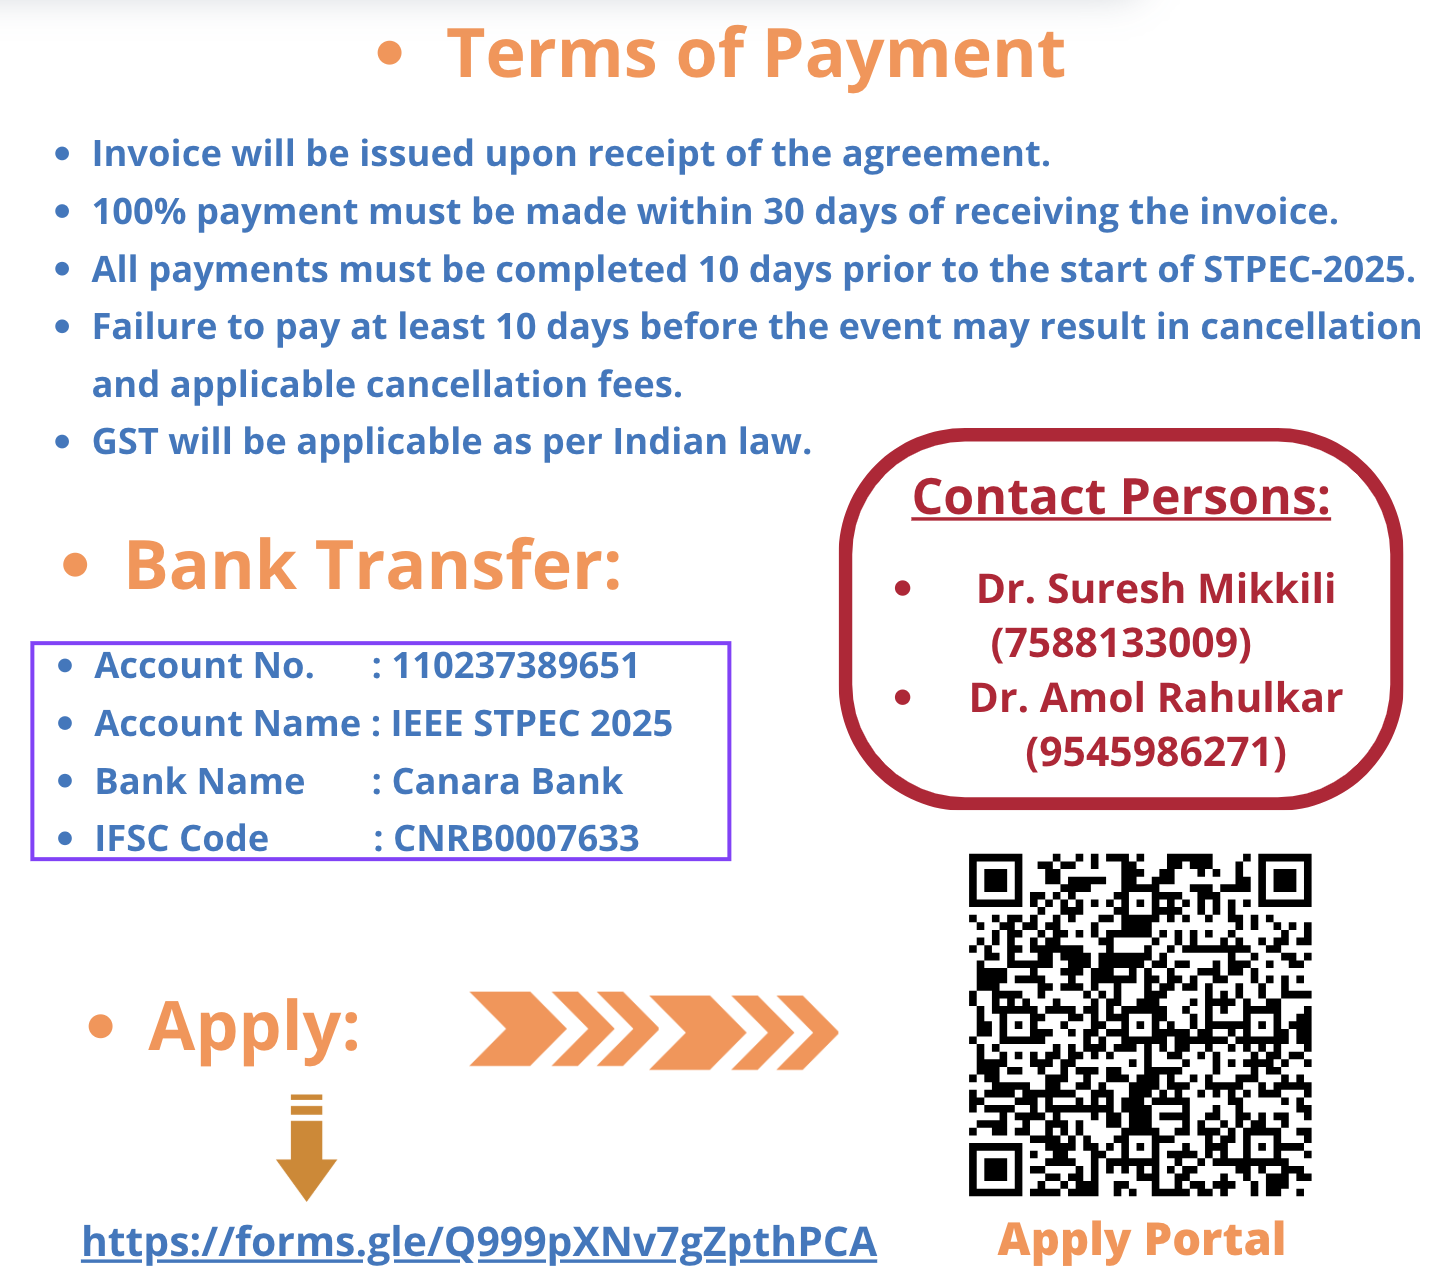 • Terms of Payment
• Invoice will be issued upon receipt of the agreement.
• 100% payment must be made within 30 days of receiving the invoice.
• All payments must be completed 10 days prior to the start of STPEC-2025.
• Failure to pay at least 10 days before the event may result in cancellation
and applicable cancellation fees.
• GST will be applicable as per Indian law.
• Bank Transfer:
• Account No. : 110237389651
• Account Name : IEEE STPEC 2025
• Bank Name : Canara Bank
• IFSC Code : CNRB0007633
Contact Persons:
• Dr. Suresh Mikkili
(7588133009)
• Dr. Amol Rahulkar
(9545986271)
• Apply:
https://forms.gle/Q999pXNv7gZpthPCA
Apply Portal